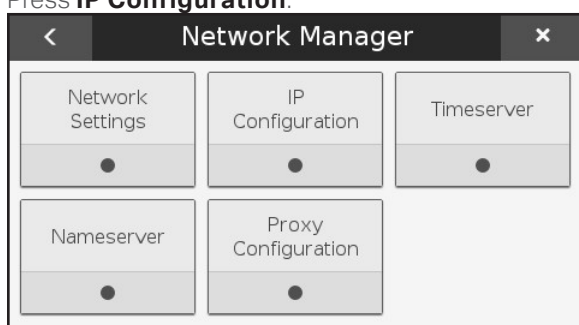 Press IP Configuration.
< Network Manager ×
Network
Settings
IP
Configuration
Timeserver
Nameserver
Proxy
Configuration